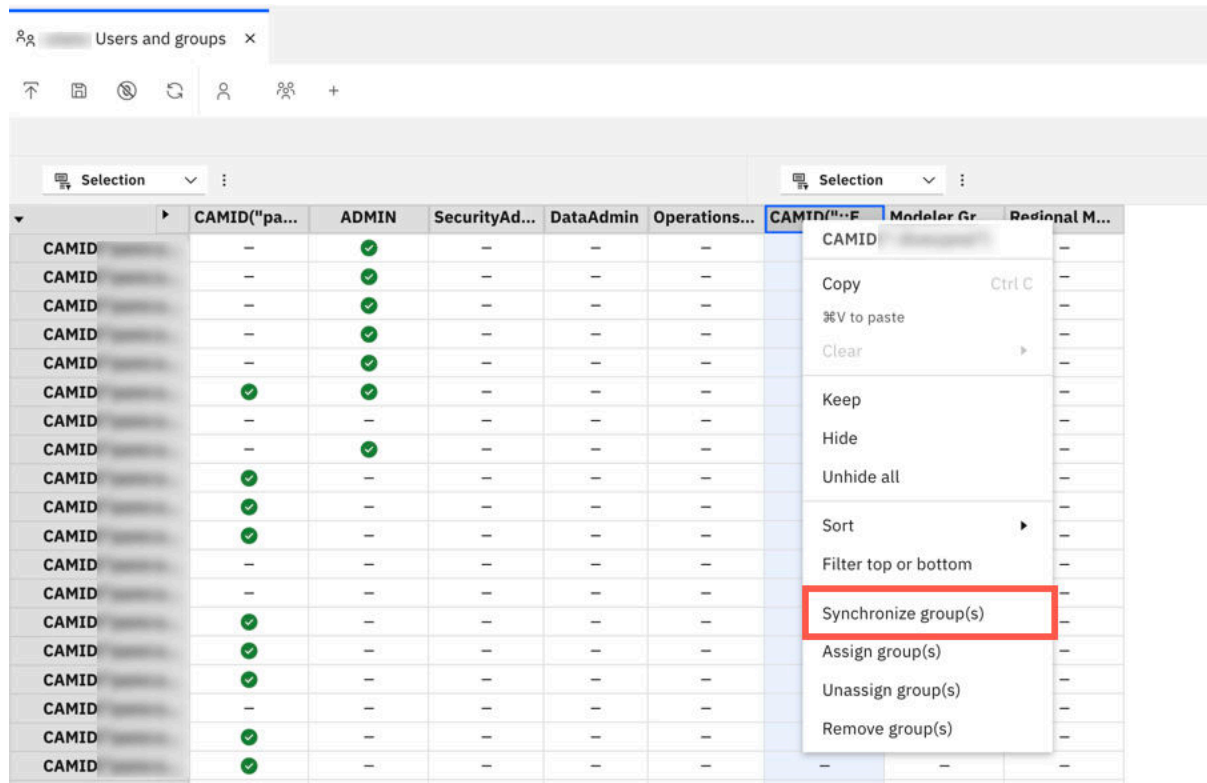 Users and groups ×
Selection Selection
CAMID("pa... ADMIN SecurityAd... DataAdmin Operations... CAMID("::E Modeler Gr Regional M...
CAMID – – – – –
CAMID – – – – –
CAMID – – – – –
CAMID – – – – –
CAMID – – – – –
CAMID – – – –
CAMID – – – – – –
CAMID – – – – –
CAMID – – – – –
CAMID – – – – –
CAMID – – – – –
CAMID – – – – – –
CAMID – – – – – –
CAMID – – – – –
CAMID – – – – –
CAMID – – – – –
CAMID – – – – – –
CAMID – – – – –
CAMID – – – – – – –
CAMID
Copy Ctrl C
⌘V to paste
Clear
Keep
Hide
Unhide all
Sort
Filter top or bottom
Synchronize group(s)
Assign group(s)
Unassign group(s)
Remove group(s)